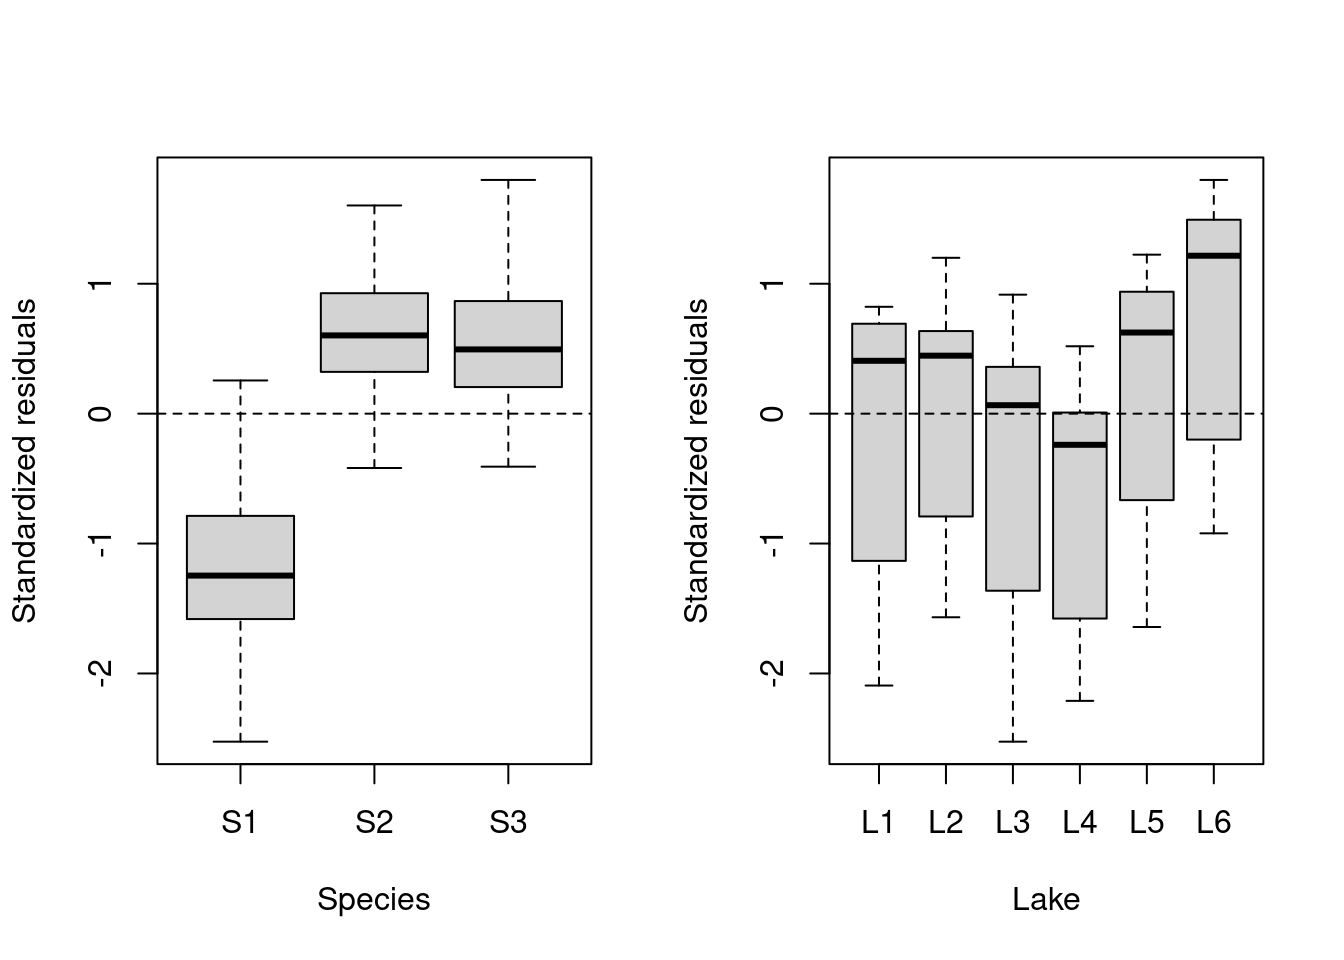 Standardized residuals
1
0
-1
-2
S1 S2 S3
Species
Standardized residuals
1
0
-1
-2
L1 L2 L3 L4 L5 L6
Lake